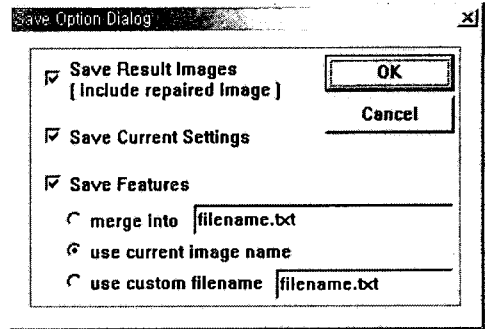 Save Option Dialog
Save Result Images
[ Include repaired Image ]
OK
Cancel
Save Current Settings
Save Features
merge into filename.txt
use current image name
use custom filename filename.txt